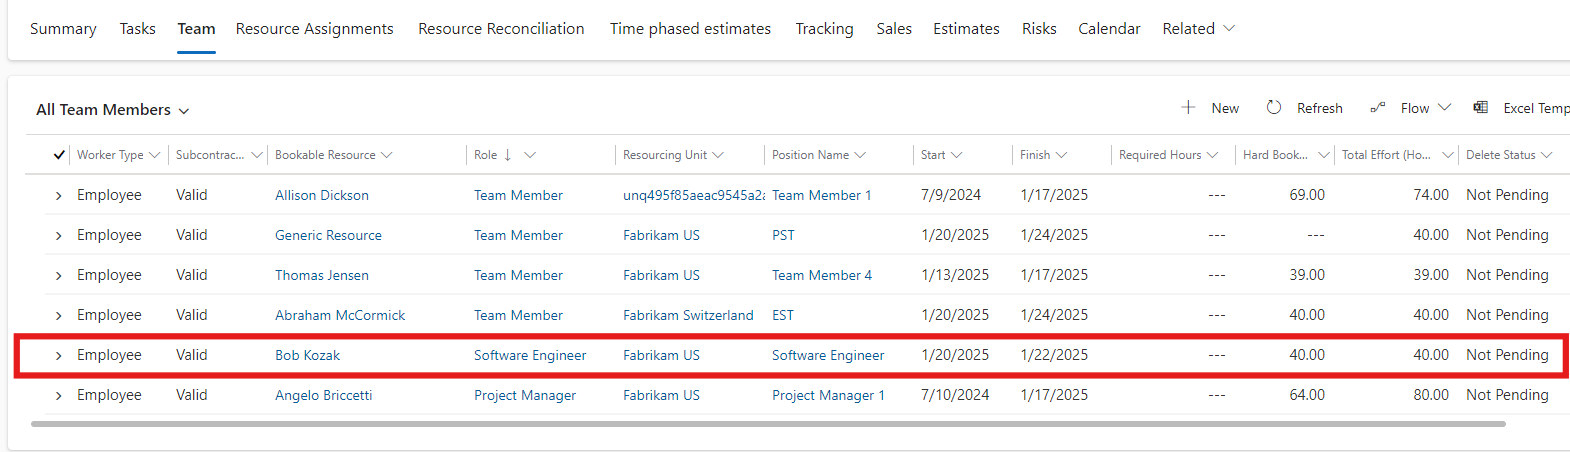 Summary Tasks Team Resource Assignments Resource Reconciliation Time phased estimates Tracking Sales Estimates Risks Calendar Related
All Team Members New Refresh Flow Excel Temp
Worker Type Subcontrac... Bookable Resource Role Resourcing Unit Position Name Start Finish Required Hours Hard Book... Total Effort (Ho... Delete Status
Employee Valid Allison Dickson Team Member unq495f85aeac9545a2a Team Member 1 7/9/2024 1/17/2025 --- 69.00 74.00 Not Pending
Employee Valid Generic Resource Team Member Fabrikam US PST 1/20/2025 1/24/2025 --- --- 40.00 Not Pending
Employee Valid Thomas Jensen Team Member Fabrikam US Team Member 4 1/13/2025 1/17/2025 --- 39.00 39.00 Not Pending
Employee Valid Abraham McCormick Team Member Fabrikam Switzerland EST 1/20/2025 1/24/2025 --- 40.00 40.00 Not Pending
Employee Valid Bob Kozak Software Engineer Fabrikam US Software Engineer 1/20/2025 1/22/2025 --- 40.00 40.00 Not Pending
Employee Valid Angelo Briccetti Project Manager Fabrikam US Project Manager 1 7/10/2024 1/17/2025 --- 64.00 80.00 Not Pending